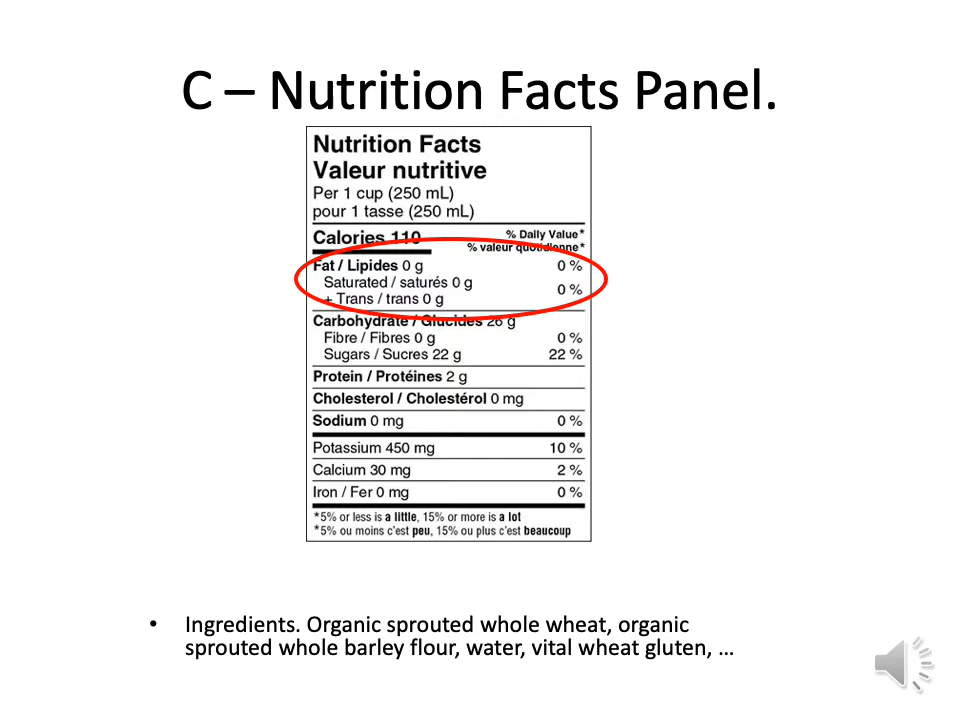 C – Nutrition Facts Panel.
Nutrition Facts
Valeur nutritive
Per 1 cup (250 mL)
pour 1 tasse (250 mL)
Calories 110
% Daily Value*
% valeur quotidienne*
Fat / Lipides 0 g 0 %
Saturated / saturés 0 g
+ Trans / trans 0 g
0 %
Carbohydrate / Glucides 26 g
Fibre / Fibres 0 g 0 %
Sugars / Sucres 22 g 22 %
Protein / Protéines 2 g
Cholesterol / Cholestérol 0 mg
Sodium 0 mg 0 %
Potassium 450 mg 10 %
Calcium 30 mg 2 %
Iron / Fer 0 mg 0 %
*5% or less is a little, 15% or more is a lot
*5% ou moins c'est peu, 15% ou plus c'est beaucoup
• Ingredients. Organic sprouted whole wheat, organic
sprouted whole barley flour, water, vital wheat gluten, …